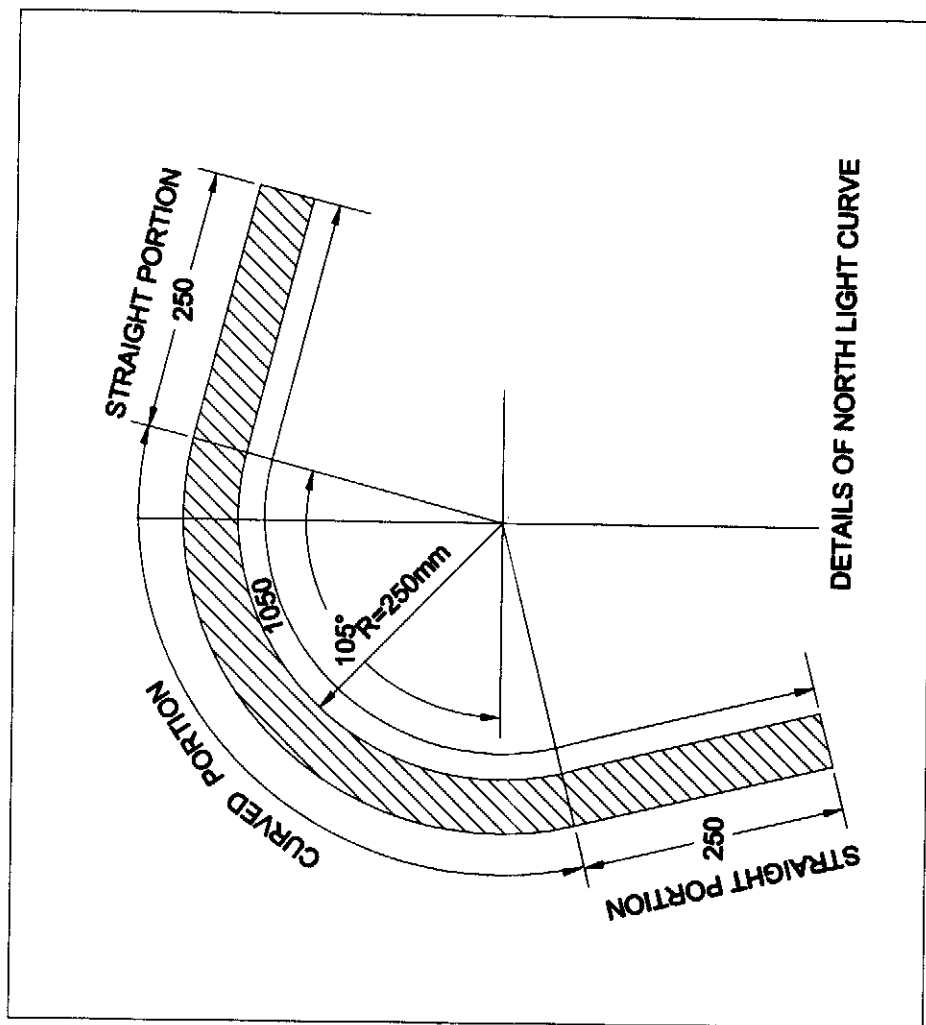 STRAIGHT PORTION
250
CURVED PORTION
1050
105°
R=250mm
250
STRAIGHT PORTION
DETAILS OF NORTH LIGHT CURVE